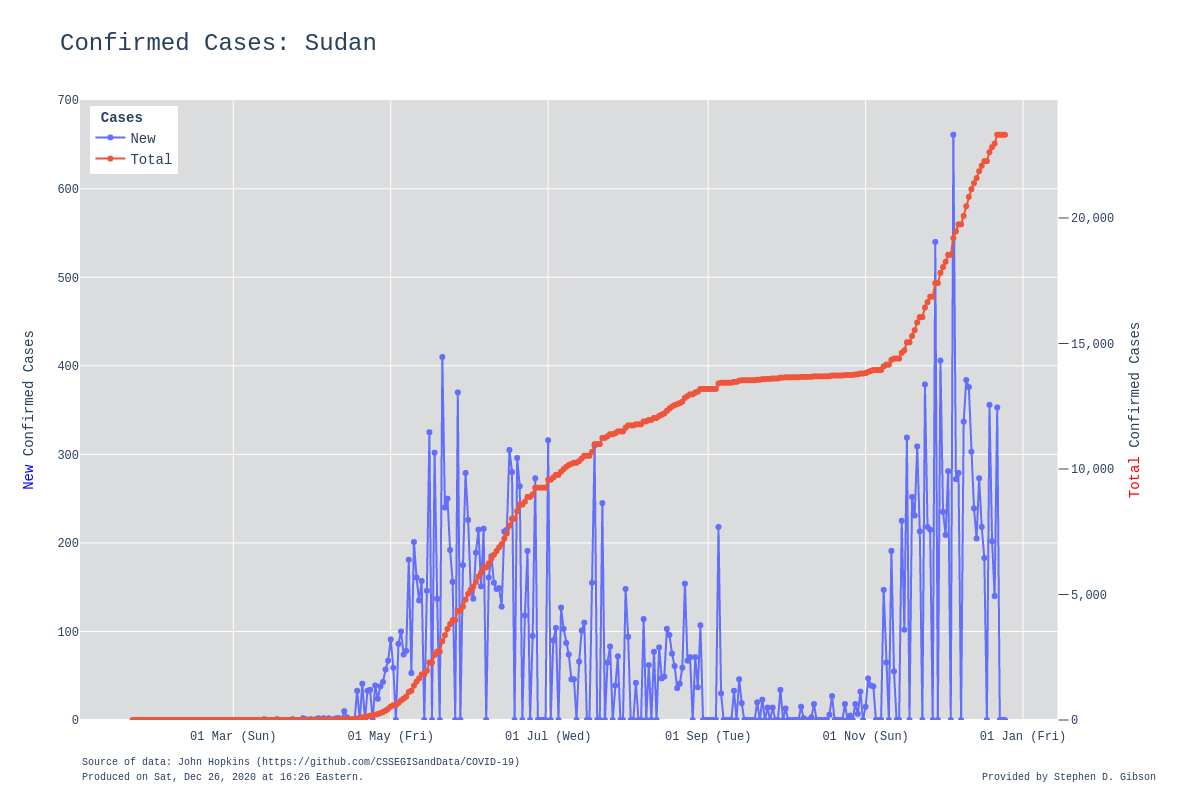 Confirmed Cases: Sudan
Cases
New
Total
700
600
500
400
300
200
100
0
New Confirmed Cases
20,000
15,000
10,000
5,000
0
Total Confirmed Cases
01 Mar (Sun) 01 May (Fri) 01 Jul (Wed) 01 Sep (Tue) 01 Nov (Sun) 01 Jan (Fri)
Source of data: John Hopkins (https://github.com/CSSEGISandData/COVID-19)
Produced on Sat, Dec 26, 2020 at 16:26 Eastern.
Provided by Stephen D. Gibson